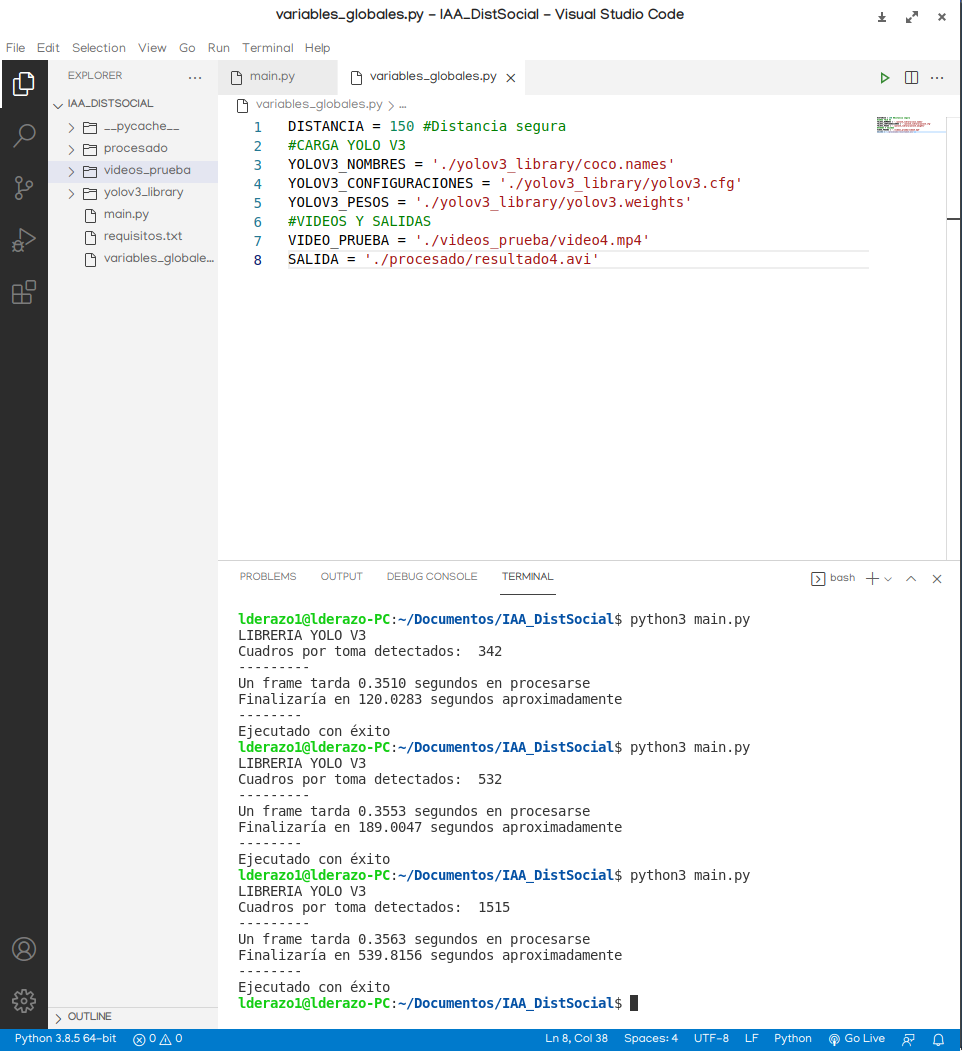 variables_globales.py - IAA_DistSocial - Visual Studio Code
File Edit Selection View Go Run Terminal Help
EXPLORER ...
IAA_DISTSOCIAL
__pycache__
procesado
videos_prueba
yolov3_library
main.py
requisitos.txt
variables_globale...
main.py variables_globales.py
variables_globales.py > ...
1 DISTANCIA = 150 #Distancia segura
2 #CARGA YOLO V3
3 YOLOV3_NOMBRES = './yolov3_library/coco.names'
4 YOLOV3_CONFIGURACIONES = './yolov3_library/yolov3.cfg'
5 YOLOV3_PESOS = './yolov3_library/yolov3.weights'
6 #VIDEOS Y SALIDAS
7 VIDEO_PRUEBA = './videos_prueba/video4.mp4'
8 SALIDA = './procesado/resultado4.avi'
PROBLEMS OUTPUT DEBUG CONSOLE TERMINAL bash
lderazo1@lderazo-PC:~/Documentos/IAA_DistSocial$ python3 main.py
LIBRERIA YOLO V3
Cuadros por toma detectados:  342
---------
Un frame tarda 0.3510 segundos en procesarse
Finalizaría en 120.0283 segundos aproximadamente
--------
Ejecutado con éxito
lderazo1@lderazo-PC:~/Documentos/IAA_DistSocial$ python3 main.py
LIBRERIA YOLO V3
Cuadros por toma detectados:  532
---------
Un frame tarda 0.3553 segundos en procesarse
Finalizaría en 189.0047 segundos aproximadamente
--------
Ejecutado con éxito
lderazo1@lderazo-PC:~/Documentos/IAA_DistSocial$ python3 main.py
LIBRERIA YOLO V3
Cuadros por toma detectados:  1515
---------
Un frame tarda 0.3563 segundos en procesarse
Finalizaría en 539.8156 segundos aproximadamente
--------
Ejecutado con éxito
lderazo1@lderazo-PC:~/Documentos/IAA_DistSocial$
OUTLINE
Python 3.8.5 64-bit 0 0 Ln 8, Col 38 Spaces: 4 UTF-8 LF Python Go Live